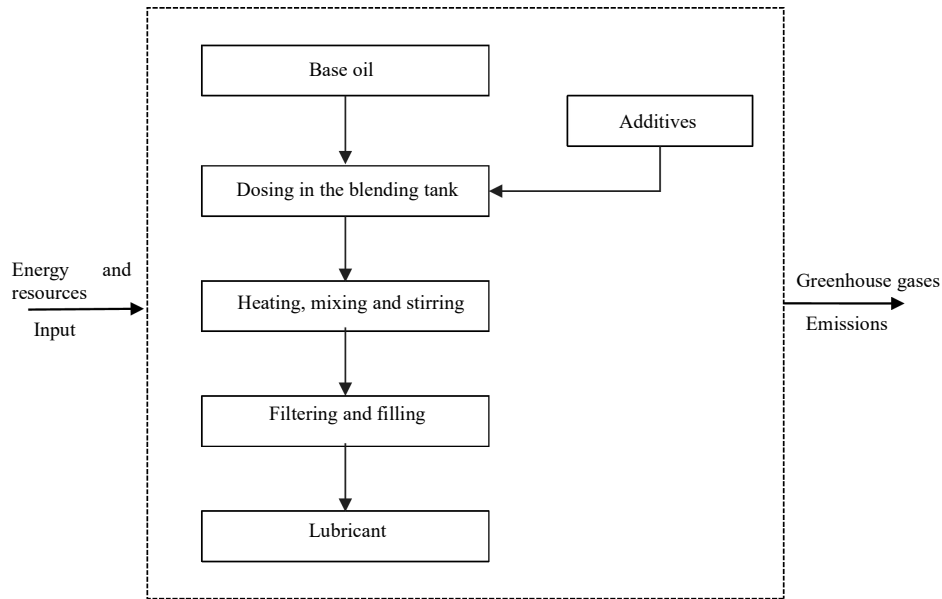 Base oil
Additives
Dosing in the blending tank
Energy and
resources
Input
Heating, mixing and stirring
Greenhouse gases
Emissions
Filtering and filling
Lubricant